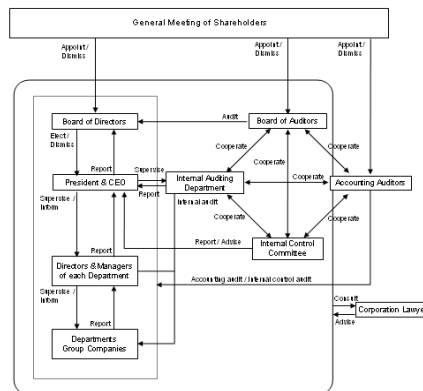 General Meeting of Shareholders
Appoint /
Dismiss
Appoint /
Dismiss
Appoint /
Dismiss
Board of Directors
Audit
Board of Auditors
Elect /
Dismiss
Cooperate
Cooperate
Cooperate
Report
Supervise
President & CEO
Report
Internal Auditing
Department
Cooperate
Accounting Auditors
Supervise /
Inform
Internal audit
Cooperate
Cooperate
Report
Report / Advise
Internal Control
Committee
Directors & Managers
of each Department
Accounting audit / Internal control audit
Supervise /
Inform
Report
Consult
Corporation Lawye
Advise
Departments
Group Companies